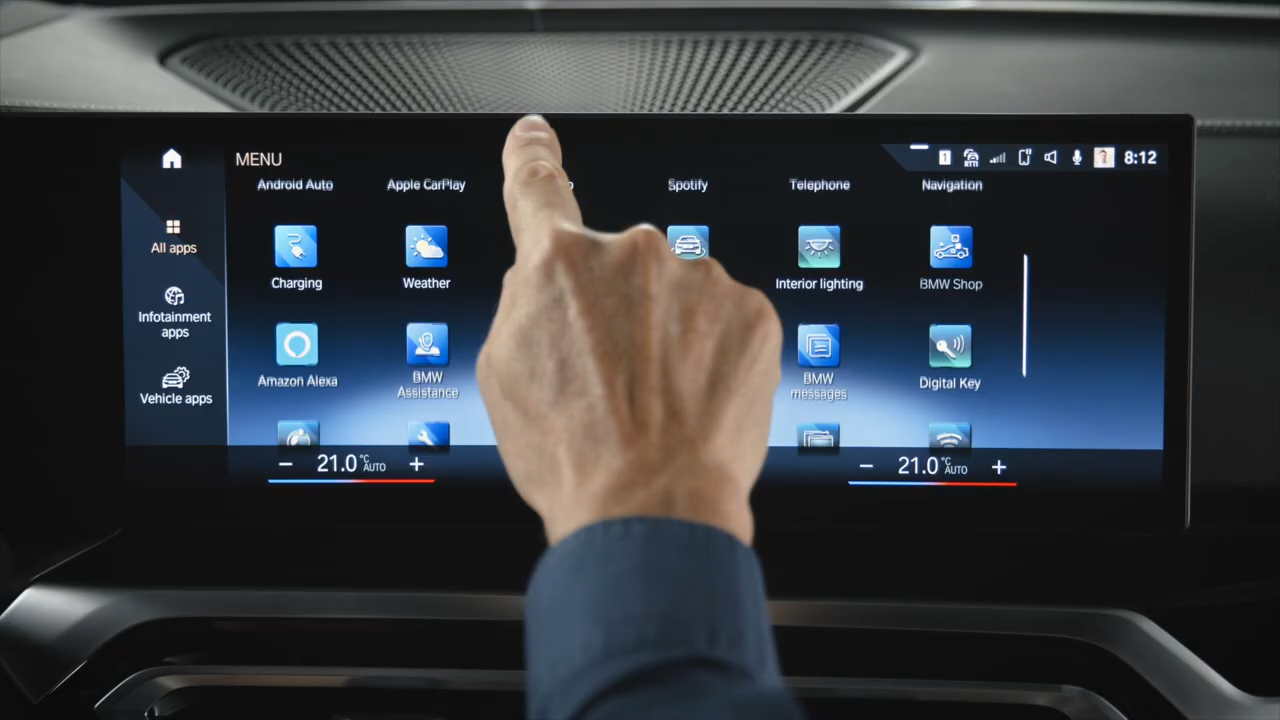 MENU
1
8:12
Android Auto
Apple CarPlay
Spotify
Telephone
Navigation
All apps
Charging
Weather
Interior lighting
BMW Shop
Infotainment
apps
Amazon Alexa
BMW
Assistance
BMW
messages
Digital Key
Vehicle apps
− 21.0 °C AUTO +
− 21.0 °C AUTO +